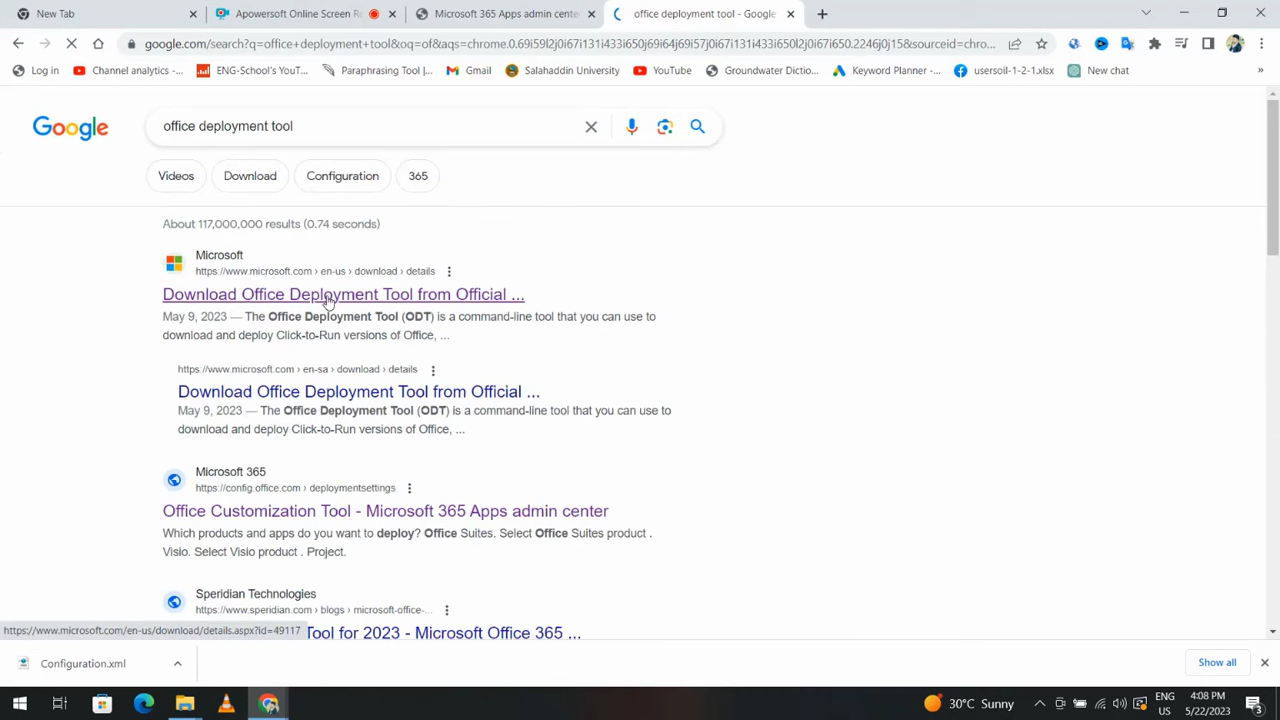 New Tab
Apowersoft Online Screen Re
Microsoft 365 Apps admin cente
office deployment tool - Google
google.com/search?q=office+deployment+tool&oq=off&aqs=chrome.0.69i59l2j0i67i131i433i650j69i64j69i57j0i67i131i433i650l2j0i67i650.2246j0j15&sourceid=chro...
Log in
Channel analytics -...
ENG-School's YouT...
Paraphrasing Tool |...
Gmail
Salahaddin University
YouTube
Groundwater Dictio...
Keyword Planner -...
usersoil-1-2-1.xlsx
New chat
Google
office deployment tool
Videos
Download
Configuration
365
About 117,000,000 results (0.74 seconds)
Microsoft
https://www.microsoft.com › en-us › download › details
Download Office Deployment Tool from Official ...
May 9, 2023 — The Office Deployment Tool (ODT) is a command-line tool that you can use to
download and deploy Click-to-Run versions of Office, ...
https://www.microsoft.com › en-sa › download › details
Download Office Deployment Tool from Official ...
May 9, 2023 — The Office Deployment Tool (ODT) is a command-line tool that you can use to
download and deploy Click-to-Run versions of Office, ...
Microsoft 365
https://config.office.com › deploymentsettings
Office Customization Tool - Microsoft 365 Apps admin center
Which products and apps do you want to deploy? Office Suites. Select Office Suites product .
Visio. Select Visio product . Project.
Speridian Technologies
https://www.speridian.com › blogs › microsoft-office-...
Tool for 2023 - Microsoft Office 365 ...
https://www.microsoft.com/en-us/download/details.aspx?id=49117
Configuration.xml
Show all
30°C Sunny
ENG
US
4:08 PM
5/22/2023
3